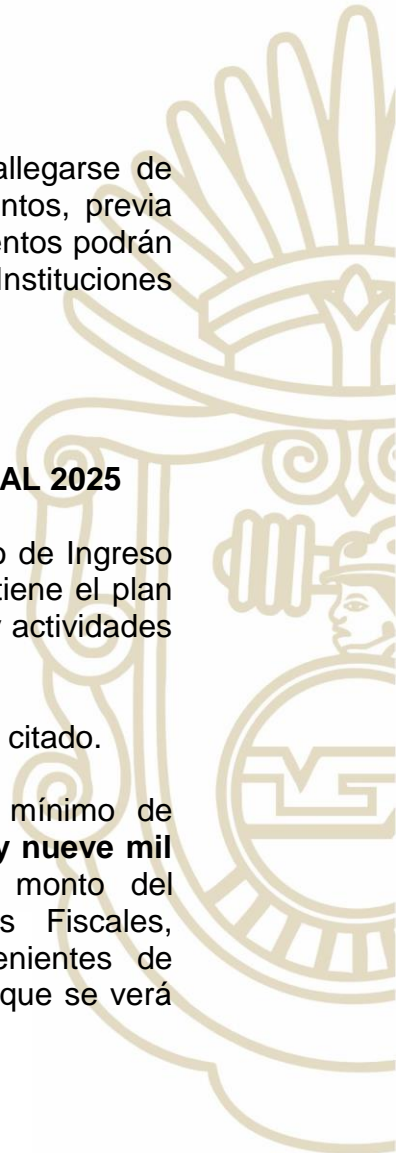 allegarse de
ntos, previa
entos podrán
Instituciones
AL 2025
o de Ingreso
tiene el plan
actividades
citado.
mínimo de
y nueve mil
monto del
s Fiscales,
enientes de
que se verá